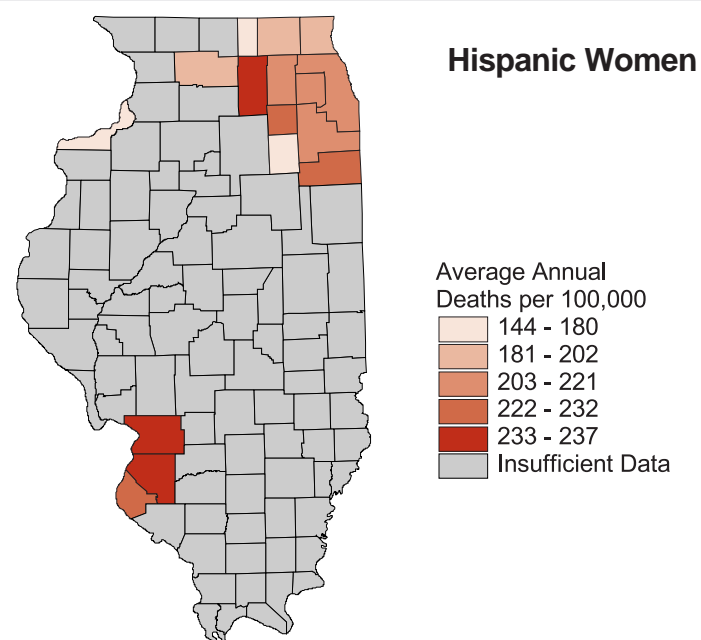 Hispanic Women
Average Annual
Deaths per 100,000
144 - 180
181 - 202
203 - 221
222 - 232
233 - 237
Insufficient Data